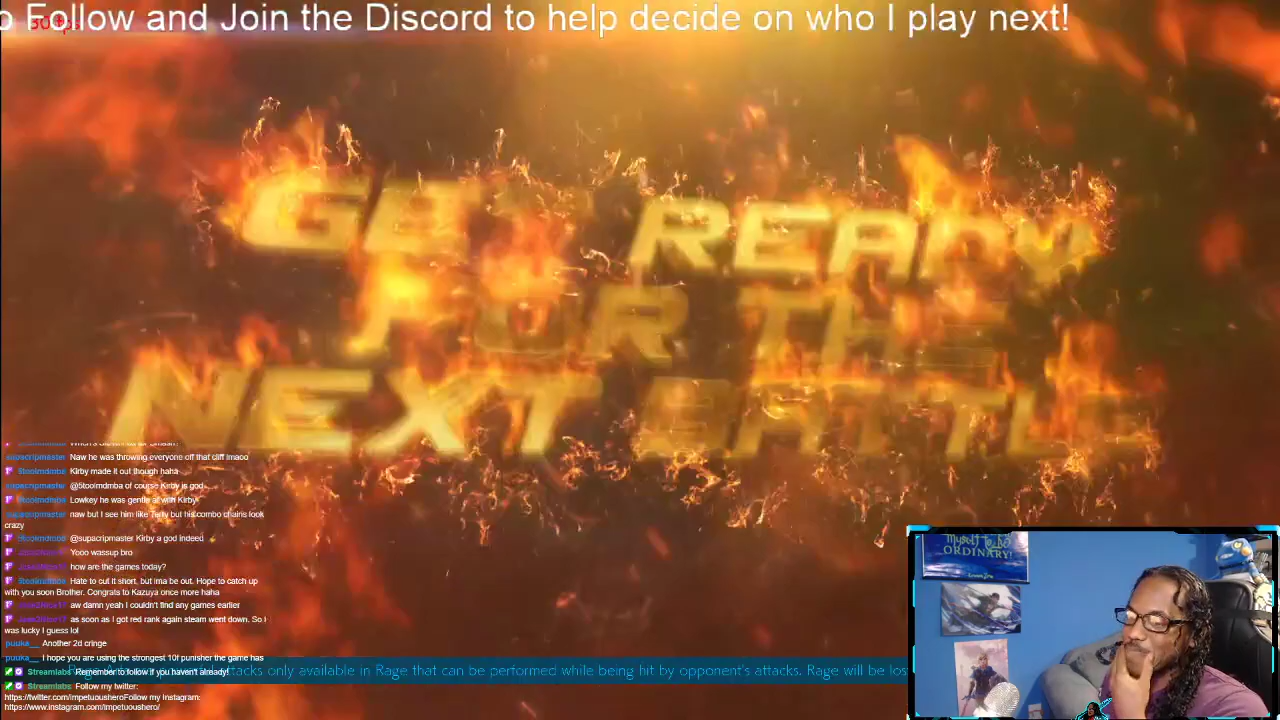 o Follow and Join the Discord to help decide on who I play next!
GET READY
FOR THE
NEXT BATTLE
Naw he was throwing everyone off that cliff lmaoo
Kirby made it out though haha
@5toolmdmba of course Kirby is god
Lowkey he was gentle at with Kirby
naw but I see him like Terry but his combo chains look
crazy
@supacripmaster Kirby a god indeed
Yooo wassup bro
how are the games today?
Hate to cut it short, but ima be out. Hope to catch up
with you soon Brother. Congrats to Kazuya once more haha
aw damn yeah I couldn't find any games earlier
as soon as I got red rank again steam went down. So I
was lucky I guess lol
puuka__ Another 2d cringe
puuka__ I hope you are using the strongest 10f punisher the game has
Streamlabs Remember to follow if you haven't already!
Streamlabs Follow my twitter:
https://twitter.com/impetuousheroFollow my Instagram:
https://www.instagram.com/impetuoushero/
attacks only available in Rage that can be performed while being hit by opponent's attacks. Rage will be los
Myself To Be
ORDINARY!